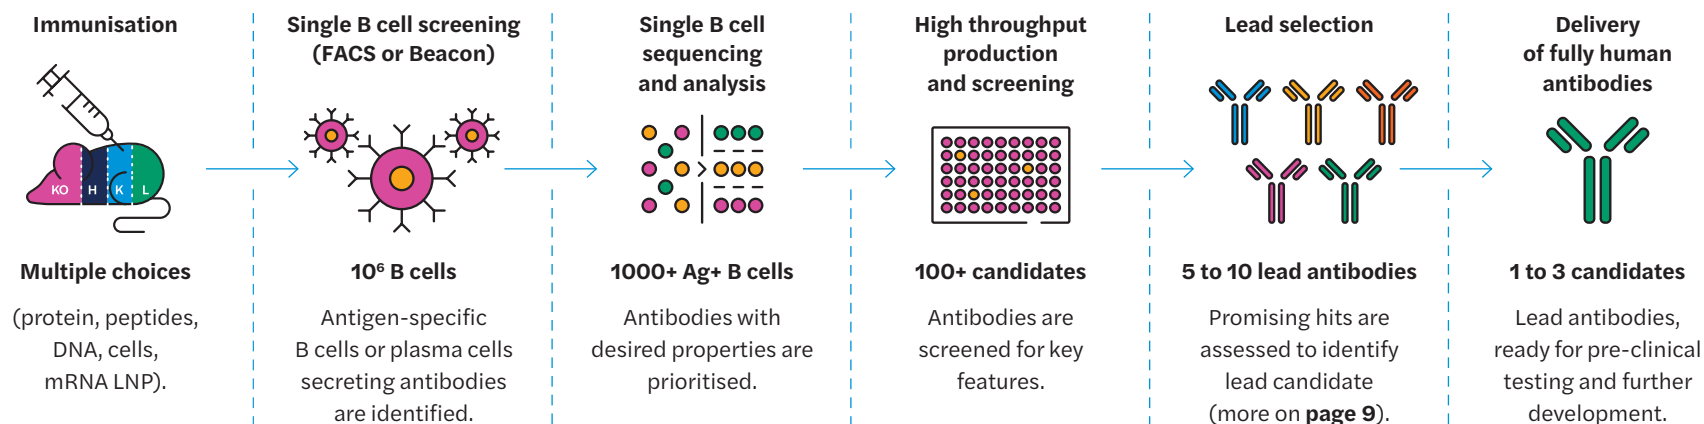 Immunisation
KO H K L
Multiple choices
(protein, peptides,
DNA, cells,
mRNA LNP).
Single B cell screening
(FACS or Beacon)
10⁶ B cells
Antigen-specific
B cells or plasma cells
secreting antibodies
are identified.
Single B cell
sequencing
and analysis
1000+ Ag+ B cells
Antibodies with
desired properties are
prioritised.
High throughput
production
and screening
100+ candidates
Antibodies are
screened for key
features.
Lead selection
5 to 10 lead antibodies
Promising hits are
assessed to identify
lead candidate
(more on page 9).
Delivery
of fully human
antibodies
1 to 3 candidates
Lead antibodies,
ready for pre-clinical
testing and further
development.